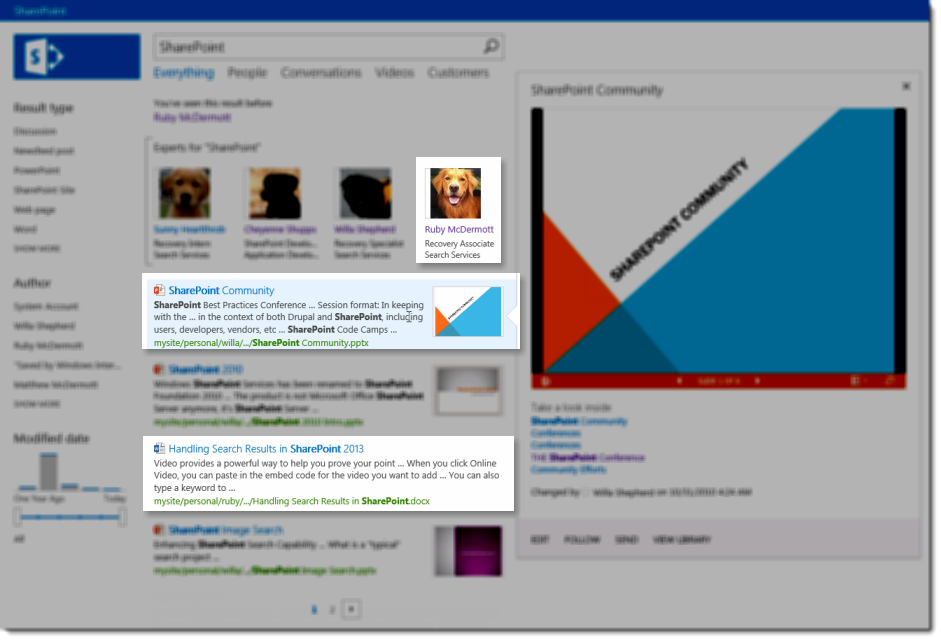 SharePoint
SharePoint
Everything People Conversations Videos Customers
You've seen this result before
Ruby McDermott
Experts for "SharePoint"
Sunny Hearthfinds
Recovery Intern
Search Services
Cheyenne Shupps
SharePoint Develo...
Application Develo...
Willa Shepherd
Recovery Specialist
Search Services
Ruby McDermott
Recovery Associate
Search Services
Result type
Discussion
Newsfeed post
PowerPoint
SharePoint Site
Web page
Word
SHOW MORE
Author
System Account
Willa Shepherd
Ruby McDermott
"Saved by Windows Inter...
Matthew McDermott
SHOW MORE
Modified date
One Year Ago Today
All
SharePoint Community
SharePoint Best Practices Conference ... Session format: In keeping
with the ... in the context of both Drupal and SharePoint, including
users, developers, vendors, etc ... SharePoint Code Camps ...
mysite/personal/willa/.../SharePoint Community.pptx
SharePoint 2010
Windows SharePoint Services has been renamed to SharePoint
Foundation 2010 ... The product is not Microsoft Office SharePoint
Server anymore, it's SharePoint Server ...
mysite/personal/willa/.../SharePoint 2010 Intro.pptx
Handling Search Results in SharePoint 2013
Video provides a powerful way to help you prove your point ... When you click Online
Video, you can paste in the embed code for the video you want to add ... You can also
type a keyword to ...
mysite/personal/ruby/.../Handling Search Results in SharePoint.docx
SharePoint Image Search
Enhancing SharePoint Search Capability ... What is a "typical"
search project ...
mysite/personal/willa/.../SharePoint Image Search.pptx
1 2
SharePoint Community
SHAREPOINT COMMUNITY
SLIDE 1 OF 6
Take a look inside
SharePoint Community
Conferences
Conferences
THE SharePoint Conference
Community Efforts
Changed by Willa Shepherd on 10/31/2010 4:24 AM
EDIT FOLLOW SEND VIEW LIBRARY